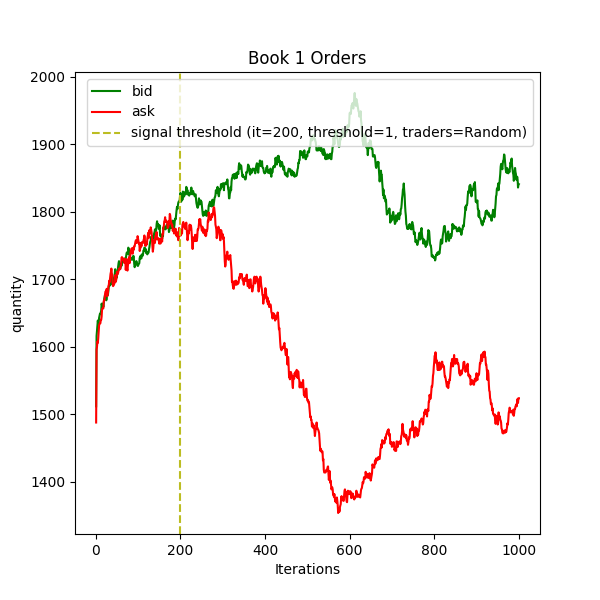 Book 1 Orders
bid
ask
signal threshold (it=200, threshold=1, traders=Random)
2000
1900
1800
1700
1600
1500
1400
quantity
0 200 400 600 800 1000
Iterations